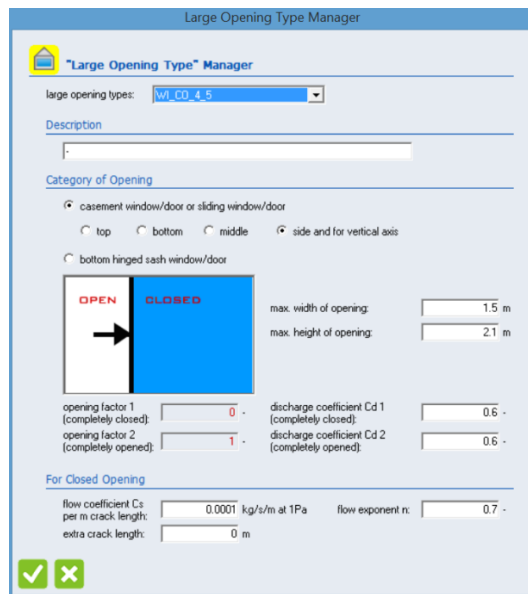 Large Opening Type Manager
"Large Opening Type" Manager
large opening types: WI_CO_4_5
Description
-
Category of Opening
casement window/door or sliding window/door
top bottom middle side and for vertical axis
bottom hinged sash window/door
OPEN CLOSED
max. width of opening: 1.5 m
max. height of opening: 2.1 m
opening factor 1 discharge coefficient Cd 1
(completely closed): 0 - (completely closed): 0.6 -
opening factor 2 discharge coefficient Cd 2
(completely opened): 1 - (completely opened): 0.6 -
For Closed Opening
flow coefficient Cs
per m crack length: 0.0001 kg/s/m at 1Pa flow exponent n: 0.7 -
extra crack length: 0 m